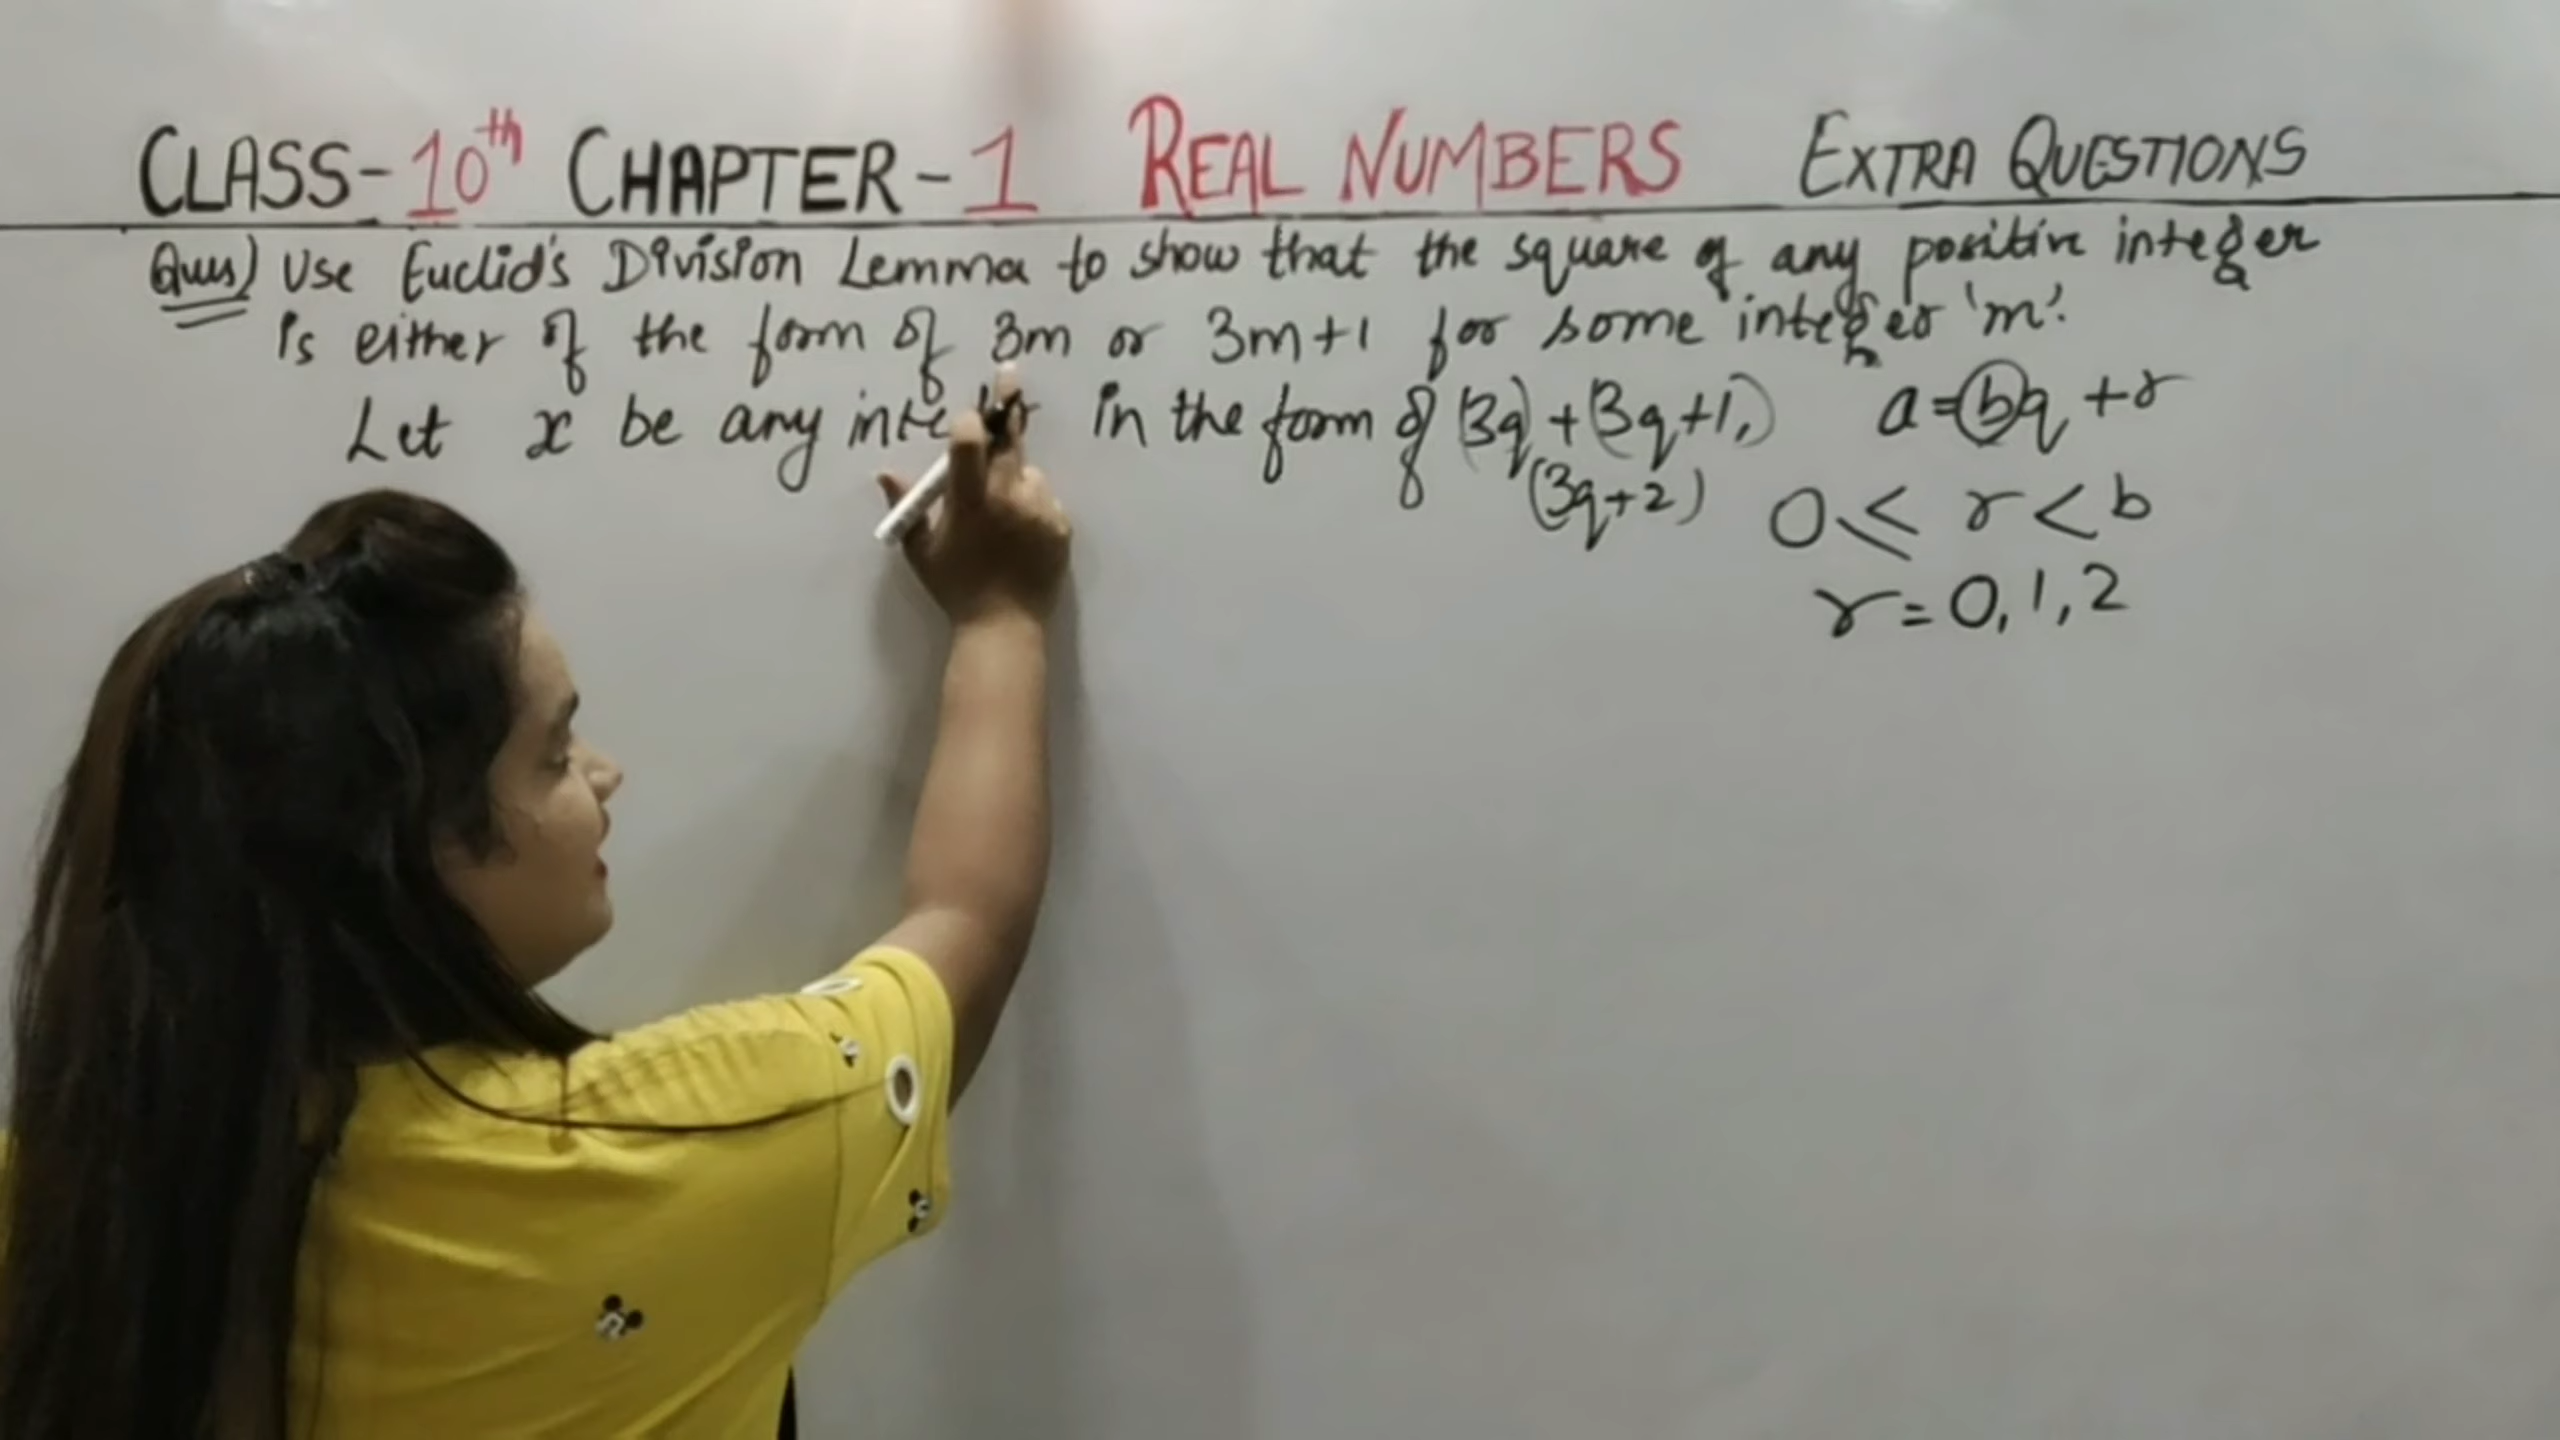 CLASS-10th CHAPTER-1 REAL NUMBERS EXTRA QUESTIONS
Ques) Use Euclid's Division Lemma to show that the square of any positive integer
is either of the form of 3m or 3m+1 for some integer 'm'.
Let x be any in the form of (3q) + (3q+1,)
(3q+2)
a=bq+r
0≤ r<b
r=0,1,2